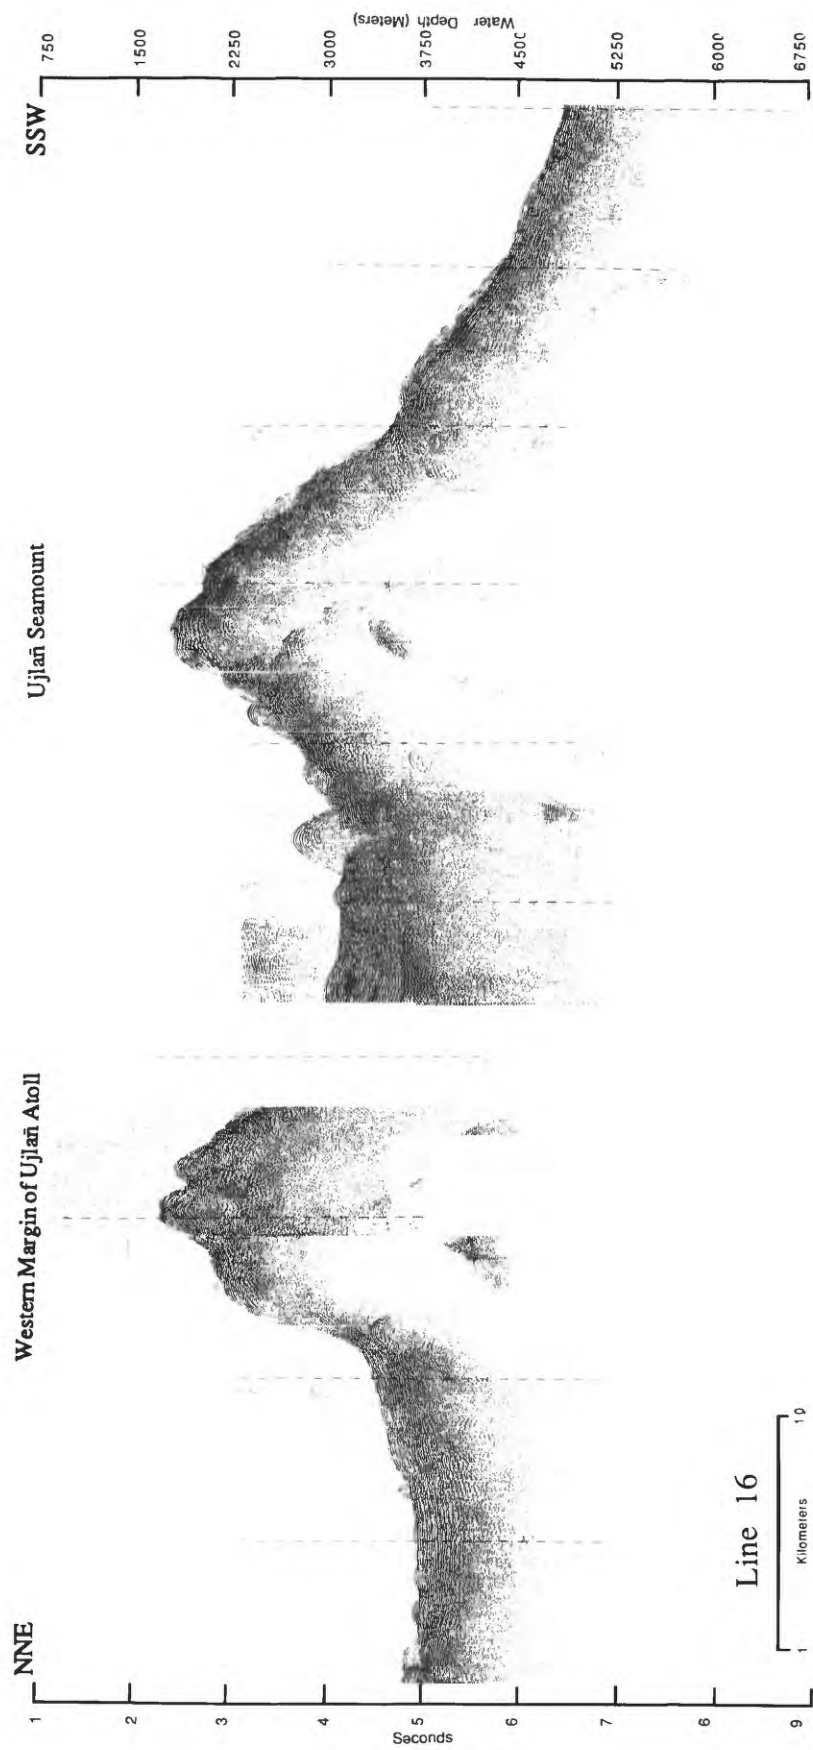 NNE
Western Margin of Ujlañ Atoll
Ujlañ Seamount
SSW
1
2
3
4
5
6
7
8
9
Seconds
750
1500
2250
3000
3750
4500
5250
6000
6750
Water Depth (Meters)
Line 16
1
10
Kilometers